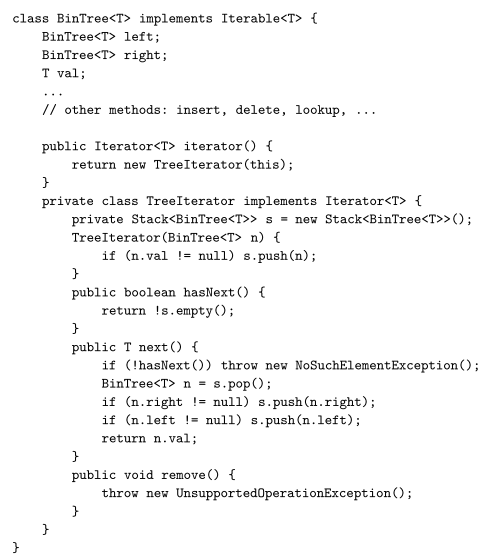 class BinTree<T> implements Iterable<T> {
    BinTree<T> left;
    BinTree<T> right;
    T val;
    ...
    // other methods: insert, delete, lookup, ...

    public Iterator<T> iterator() {
        return new TreeIterator(this);
    }
    private class TreeIterator implements Iterator<T> {
        private Stack<BinTree<T>> s = new Stack<BinTree<T>>();
        TreeIterator(BinTree<T> n) {
            if (n.val != null) s.push(n);
        }
        public boolean hasNext() {
            return !s.empty();
        }
        public T next() {
            if (!hasNext()) throw new NoSuchElementException();
            BinTree<T> n = s.pop();
            if (n.right != null) s.push(n.right);
            if (n.left != null) s.push(n.left);
            return n.val;
        }
        public void remove() {
            throw new UnsupportedOperationException();
        }
    }
}